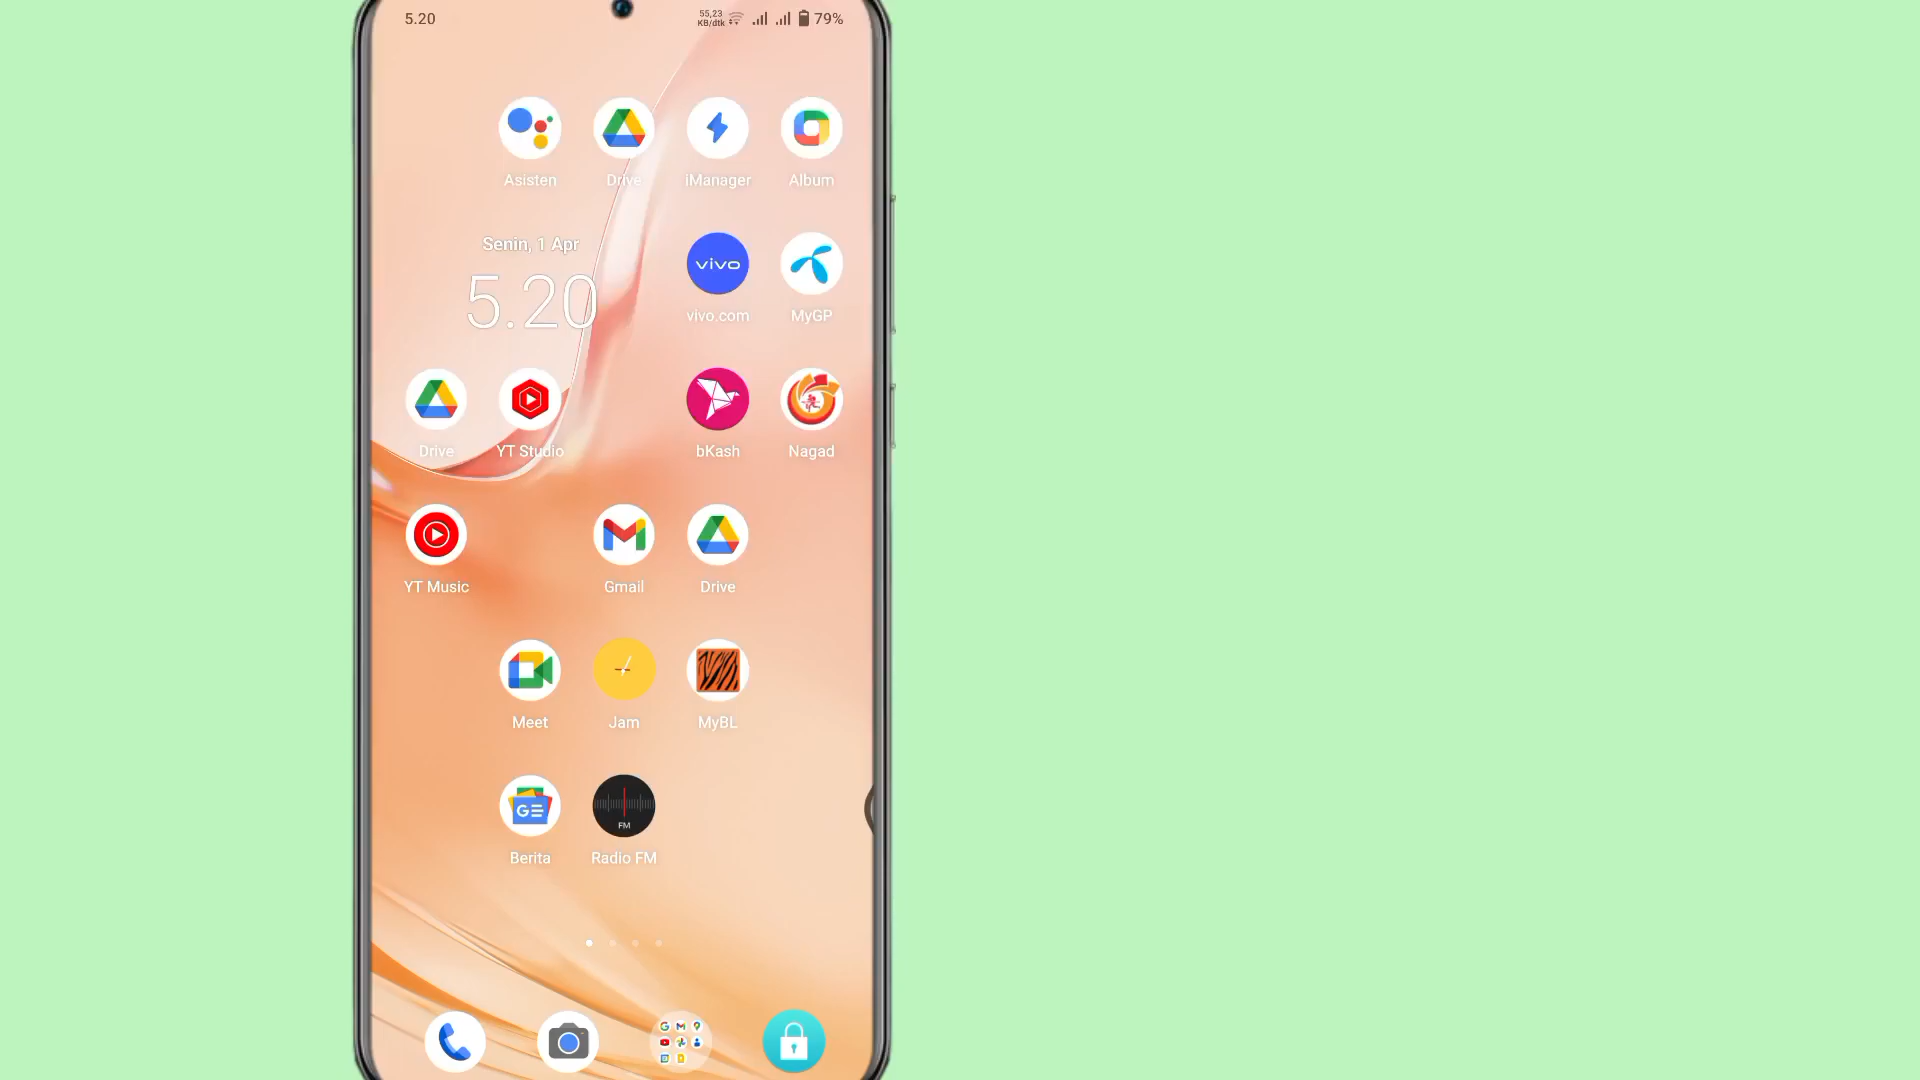 5.20
55,23
KB/dtk
79%
Asisten
Drive
iManager
Album
Senin, 1 Apr
5.20
vivo
vivo.com
MyGP
Drive
YT Studio
bKash
Nagad
YT Music
Gmail
Drive
Meet
Jam
MyBL
GE
FM
Berita
Radio FM